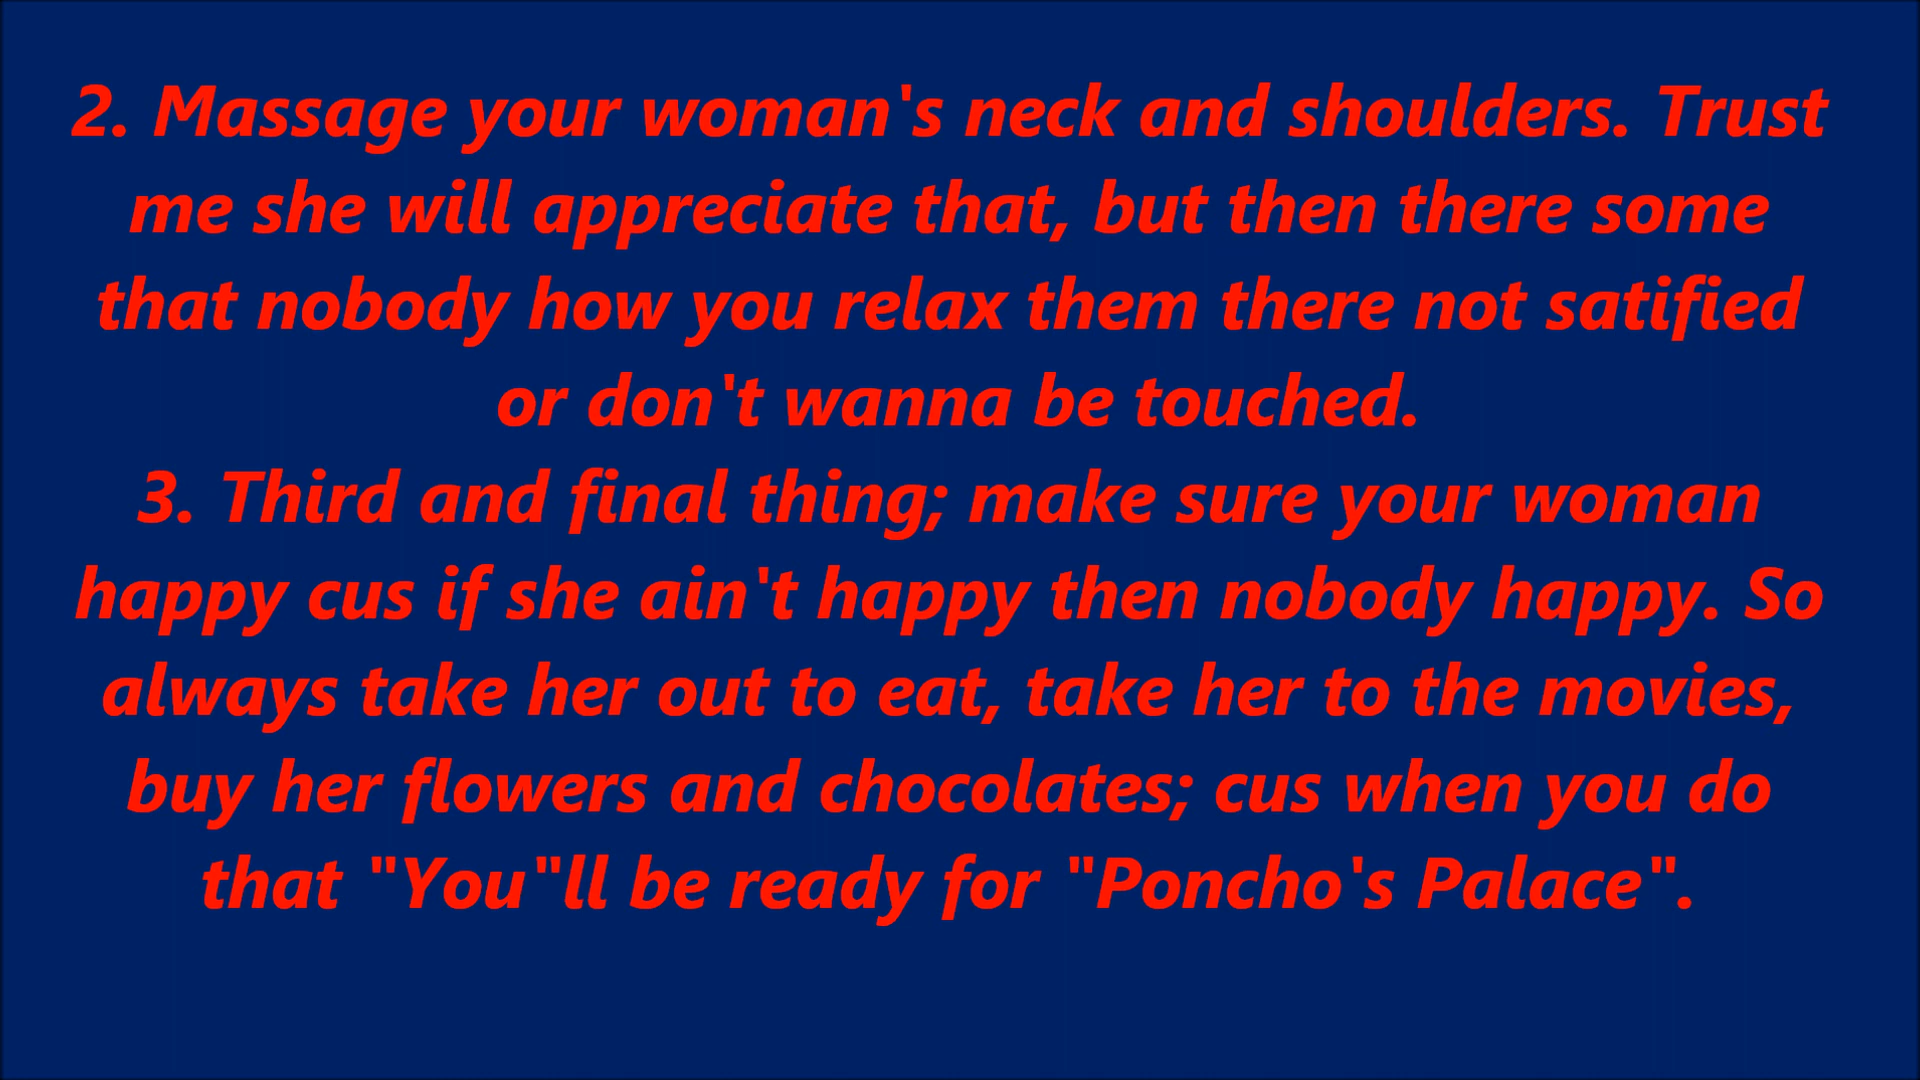 2. Massage your woman's neck and shoulders. Trust
me she will appreciate that, but then there some
that nobody how you relax them there not satified
or don't wanna be touched.
3. Third and final thing; make sure your woman
happy cus if she ain't happy then nobody happy. So
always take her out to eat, take her to the movies,
buy her flowers and chocolates; cus when you do
that "You"ll be ready for "Poncho's Palace".